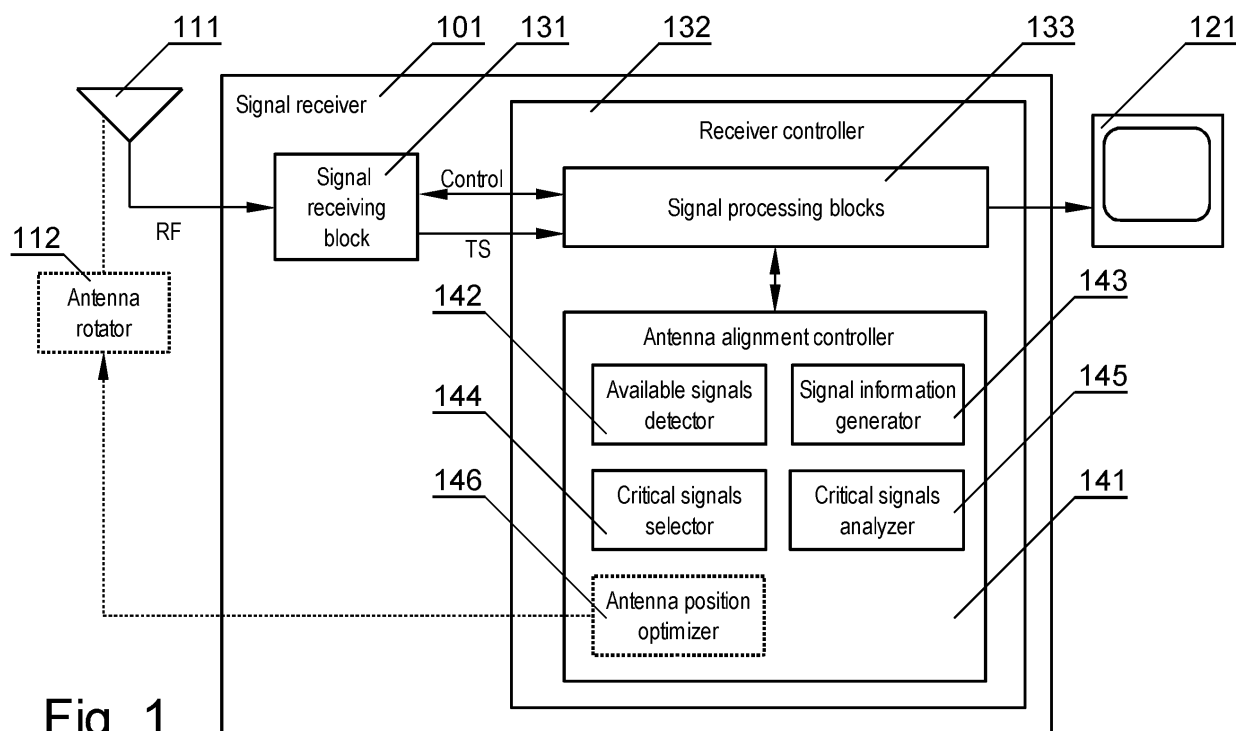 111
101
131
132
133
121
Signal receiver
Receiver controller
Signal
receiving
block
Control
Signal processing blocks
RF
TS
112
Antenna
rotator
142
143
Antenna alignment controller
Available signals
detector
Signal information
generator
144
145
Critical signals
selector
Critical signals
analyzer
146
141
Antenna position
optimizer
Fig. 1